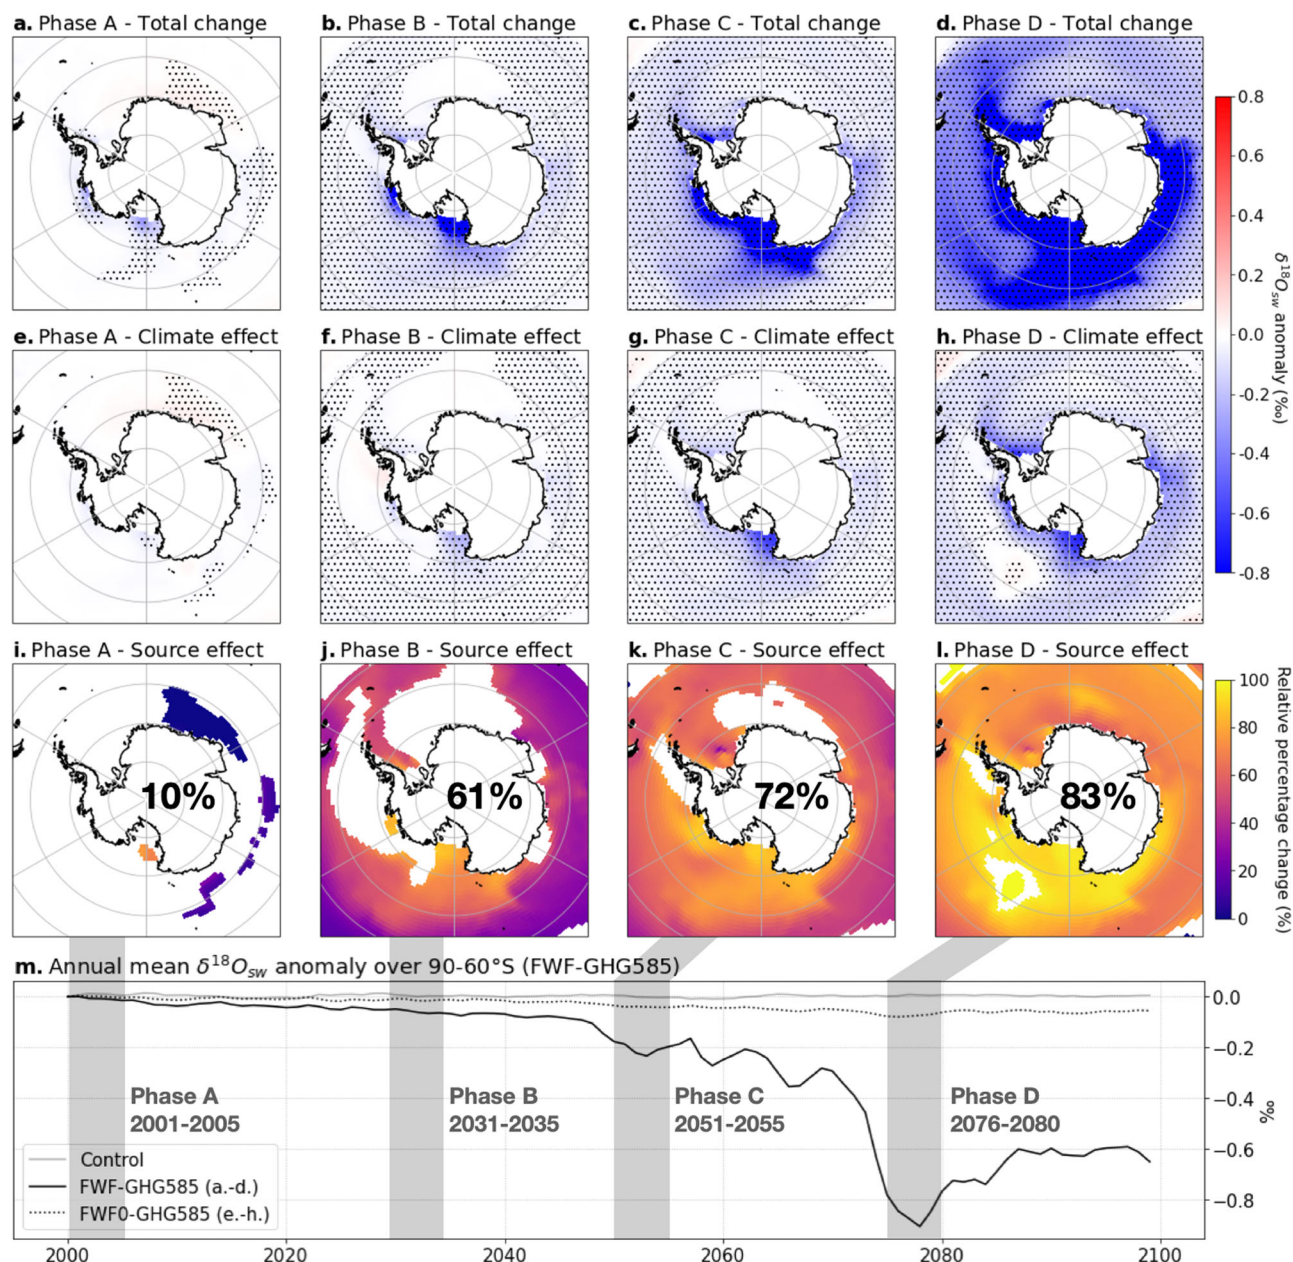 a. Phase A - Total change
b. Phase B - Total change
c. Phase C - Total change
d. Phase D - Total change
0.8
0.6
0.4
0.2
0.0
-0.2
-0.4
-0.6
-0.8
δ¹⁸O_sw anomaly (‰)
e. Phase A - Climate effect
f. Phase B - Climate effect
g. Phase C - Climate effect
h. Phase D - Climate effect
i. Phase A - Source effect
j. Phase B - Source effect
k. Phase C - Source effect
l. Phase D - Source effect
10%
61%
72%
83%
100
80
60
40
20
0
Relative percentage change (%)
m. Annual mean δ¹⁸O_sw anomaly over 90-60°S (FWF-GHG585)
0.0
−0.2
−0.4
−0.6
−0.8
‰
Phase A
2001-2005
Phase B
2031-2035
Phase C
2051-2055
Phase D
2076-2080
Control
FWF-GHG585 (a.-d.)
FWF0-GHG585 (e.-h.)
2000
2020
2040
2060
2080
2100